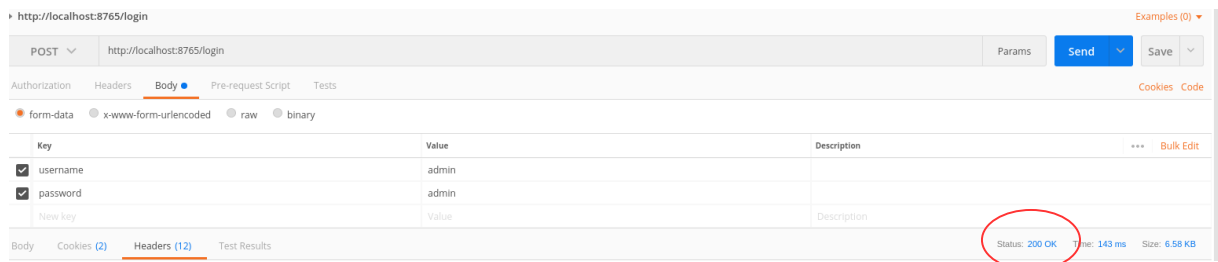 http://localhost:8765/login Examples (0)
POST http://localhost:8765/login Params Send Save
Authorization Headers Body Pre-request Script Tests Cookies Code
form-data x-www-form-urlencoded raw binary
Key Value Description ••• Bulk Edit
username admin
password admin
New key Value Description
Body Cookies (2) Headers (12) Test Results Status: 200 OK Time: 143 ms Size: 6.58 KB